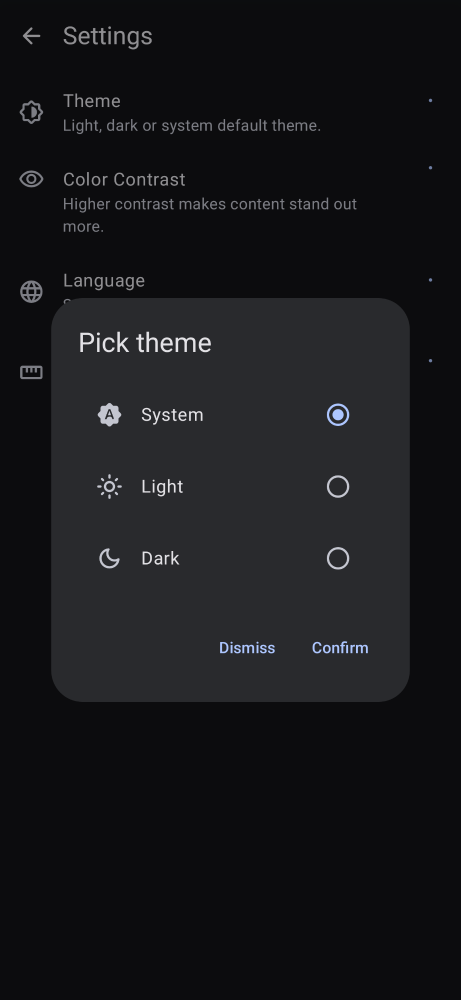 Settings
Theme
Light, dark or system default theme.
Color Contrast
Higher contrast makes content stand out
more.
Language
Pick theme
A
System
Light
Dark
Dismiss
Confirm